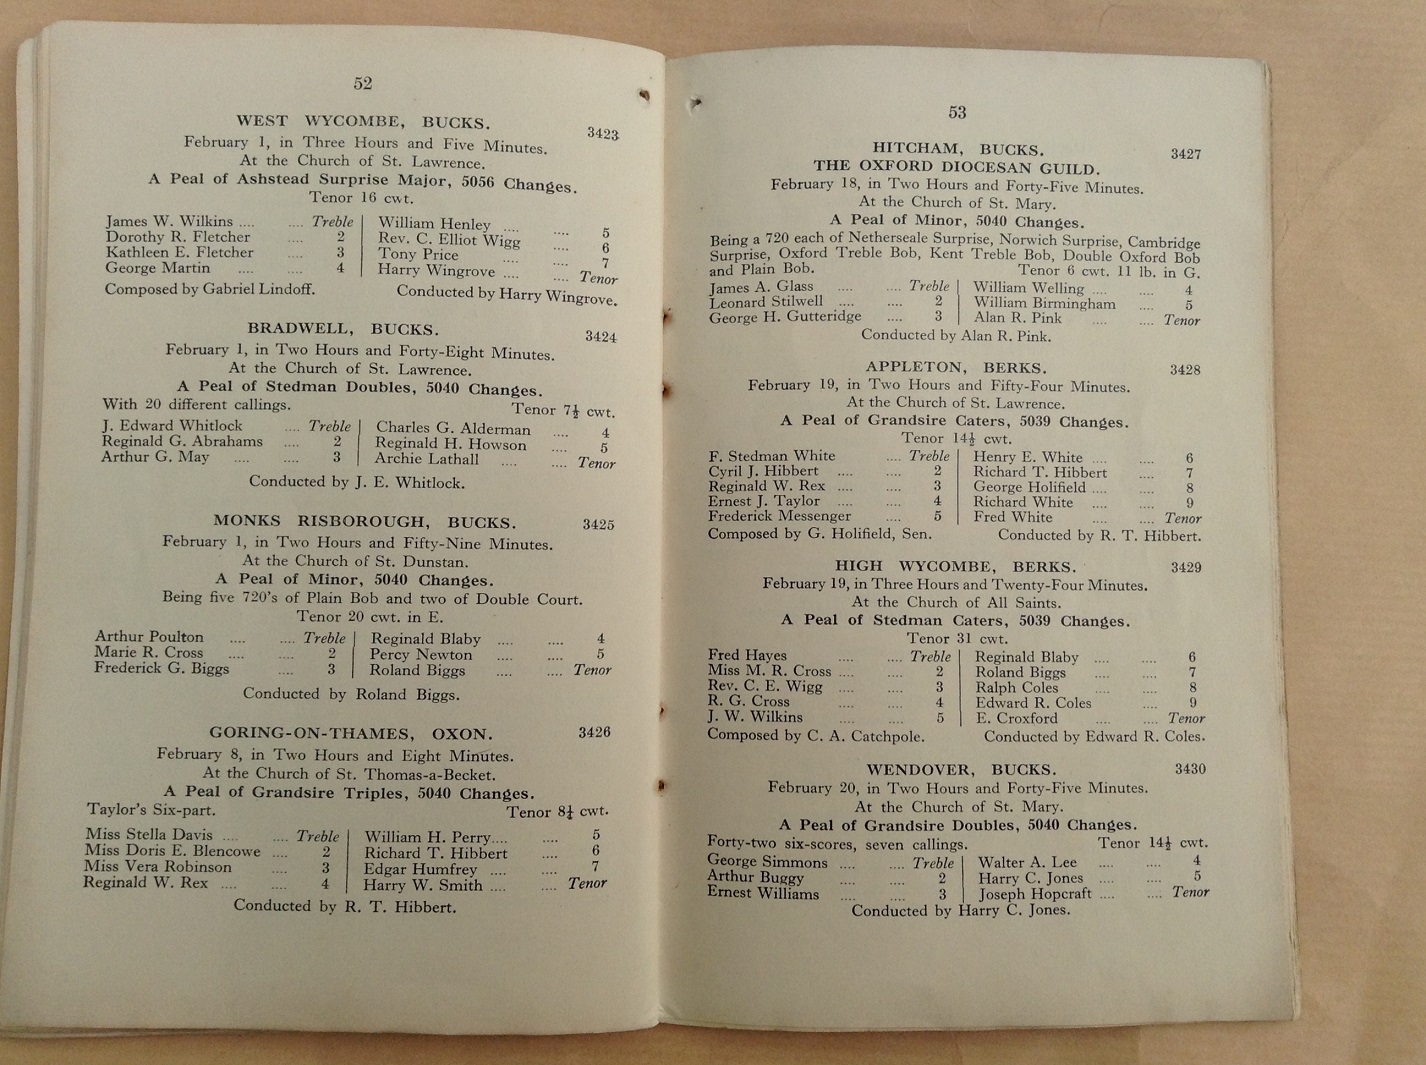 52
WEST WYCOMBE, BUCKS.
3423
February 1, in Three Hours and Five Minutes.
At the Church of St. Lawrence.
A Peal of Ashstead Surprise Major, 5056 Changes.
Tenor 16 cwt.
James W. Wilkins .... .... Treble | William Henley .... .... 5
Dorothy R. Fletcher .... 2 | Rev. C. Elliot Wigg .... 6
Kathleen E. Fletcher .... 3 | Tony Price .... .... 7
George Martin .... .... 4 | Harry Wingrove .... .... Tenor
Composed by Gabriel Lindoff. Conducted by Harry Wingrove.
BRADWELL, BUCKS.
3424
February 1, in Two Hours and Forty-Eight Minutes.
At the Church of St. Lawrence.
A Peal of Stedman Doubles, 5040 Changes.
With 20 different callings. Tenor 7½ cwt.
J. Edward Whitlock .... Treble | Charles G. Alderman .... 4
Reginald G. Abrahams .... 2 | Reginald H. Howson .... 5
Arthur G. May .... .... 3 | Archie Lathall .... .... Tenor
Conducted by J. E. Whitlock.
MONKS RISBOROUGH, BUCKS. 3425
February 1, in Two Hours and Fifty-Nine Minutes.
At the Church of St. Dunstan.
A Peal of Minor, 5040 Changes.
Being five 720's of Plain Bob and two of Double Court.
Tenor 20 cwt. in E.
Arthur Poulton .... .... Treble | Reginald Blaby .... .... 4
Marie R. Cross .... .... 2 | Percy Newton .... .... 5
Frederick G. Biggs .... 3 | Roland Biggs .... .... Tenor
Conducted by Roland Biggs.
GORING-ON-THAMES, OXON. 3426
February 8, in Two Hours and Eight Minutes.
At the Church of St. Thomas-a-Becket.
A Peal of Grandsire Triples, 5040 Changes.
Taylor's Six-part. Tenor 8¼ cwt.
Miss Stella Davis .... .... Treble | William H. Perry.... .... 5
Miss Doris E. Blencowe .... 2 | Richard T. Hibbert .... 6
Miss Vera Robinson .... 3 | Edgar Humfrey .... .... 7
Reginald W. Rex .... .... 4 | Harry W. Smith .... .... Tenor
Conducted by R. T. Hibbert.
53
HITCHAM, BUCKS. 3427
THE OXFORD DIOCESAN GUILD.
February 18, in Two Hours and Forty-Five Minutes.
At the Church of St. Mary.
A Peal of Minor, 5040 Changes.
Being a 720 each of Netherseale Surprise, Norwich Surprise, Cambridge
Surprise, Oxford Treble Bob, Kent Treble Bob, Double Oxford Bob
and Plain Bob. Tenor 6 cwt. 11 lb. in G.
James A. Glass .... .... Treble | William Welling .... .... 4
Leonard Stilwell .... .... 2 | William Birmingham .... 5
George H. Gutteridge .... 3 | Alan R. Pink .... .... Tenor
Conducted by Alan R. Pink.
APPLETON, BERKS. 3428
February 19, in Two Hours and Fifty-Four Minutes.
At the Church of St. Lawrence.
A Peal of Grandsire Caters, 5039 Changes.
Tenor 14½ cwt.
F. Stedman White .... Treble | Henry E. White .... .... 6
Cyril J. Hibbert .... .... 2 | Richard T. Hibbert .... 7
Reginald W. Rex .... .... 3 | George Holifield .... .... 8
Ernest J. Taylor .... .... 4 | Richard White .... .... 9
Frederick Messenger .... 5 | Fred White .... .... Tenor
Composed by G. Holifield, Sen. Conducted by R. T. Hibbert.
HIGH WYCOMBE, BERKS. 3429
February 19, in Three Hours and Twenty-Four Minutes.
At the Church of All Saints.
A Peal of Stedman Caters, 5039 Changes.
Tenor 31 cwt.
Fred Hayes .... .... Treble | Reginald Blaby .... .... 6
Miss M. R. Cross .... .... 2 | Roland Biggs .... .... 7
Rev. C. E. Wigg .... .... 3 | Ralph Coles .... .... 8
R. G. Cross .... .... 4 | Edward R. Coles .... 9
J. W. Wilkins .... .... 5 | E. Croxford .... .... Tenor
Composed by C. A. Catchpole. Conducted by Edward R. Coles.
WENDOVER, BUCKS. 3430
February 20, in Two Hours and Forty-Five Minutes.
At the Church of St. Mary.
A Peal of Grandsire Doubles, 5040 Changes.
Forty-two six-scores, seven callings. Tenor 14½ cwt.
George Simmons .... .... Treble | Walter A. Lee .... .... 4
Arthur Buggy .... .... 2 | Harry C. Jones .... .... 5
Ernest Williams .... .... 3 | Joseph Hopcraft .... .... Tenor
Conducted by Harry C. Jones.